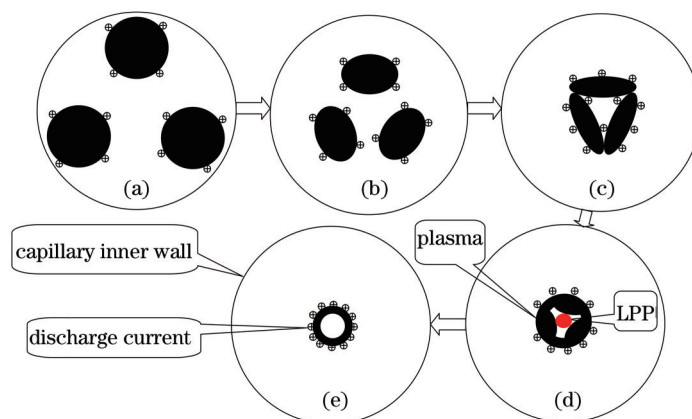 (a)
(b)
(c)
capillary inner wall
plasma
discharge current
LPP
(e)
(d)